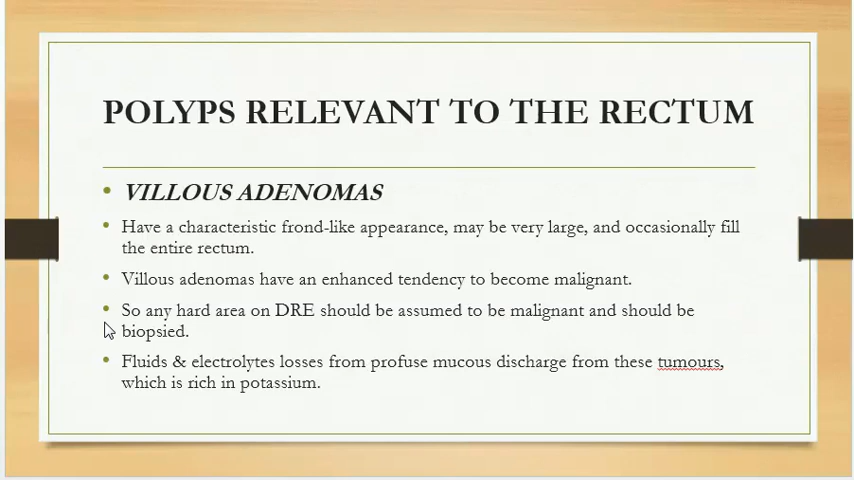 POLYPS RELEVANT TO THE RECTUM
• VILLOUS ADENOMAS
• Have a characteristic frond-like appearance, may be very large, and occasionally fill
the entire rectum.
• Villous adenomas have an enhanced tendency to become malignant.
• So any hard area on DRE should be assumed to be malignant and should be
biopsied.
• Fluids & electrolytes losses from profuse mucous discharge from these tumours,
which is rich in potassium.